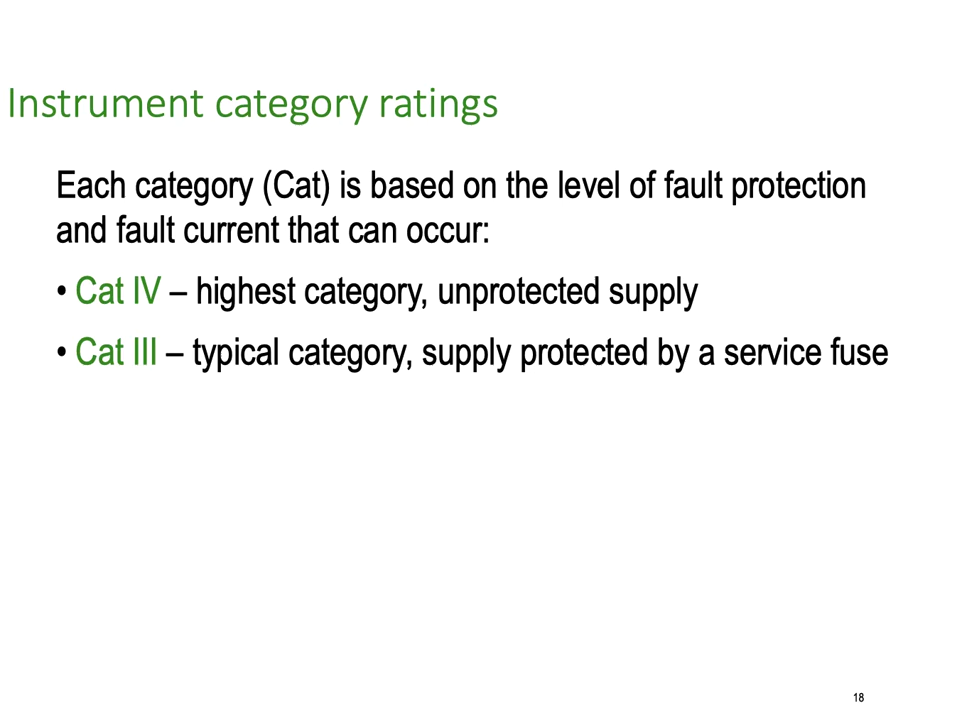 Instrument category ratings
Each category (Cat) is based on the level of fault protection
and fault current that can occur:
• Cat IV – highest category, unprotected supply
• Cat III – typical category, supply protected by a service fuse
18